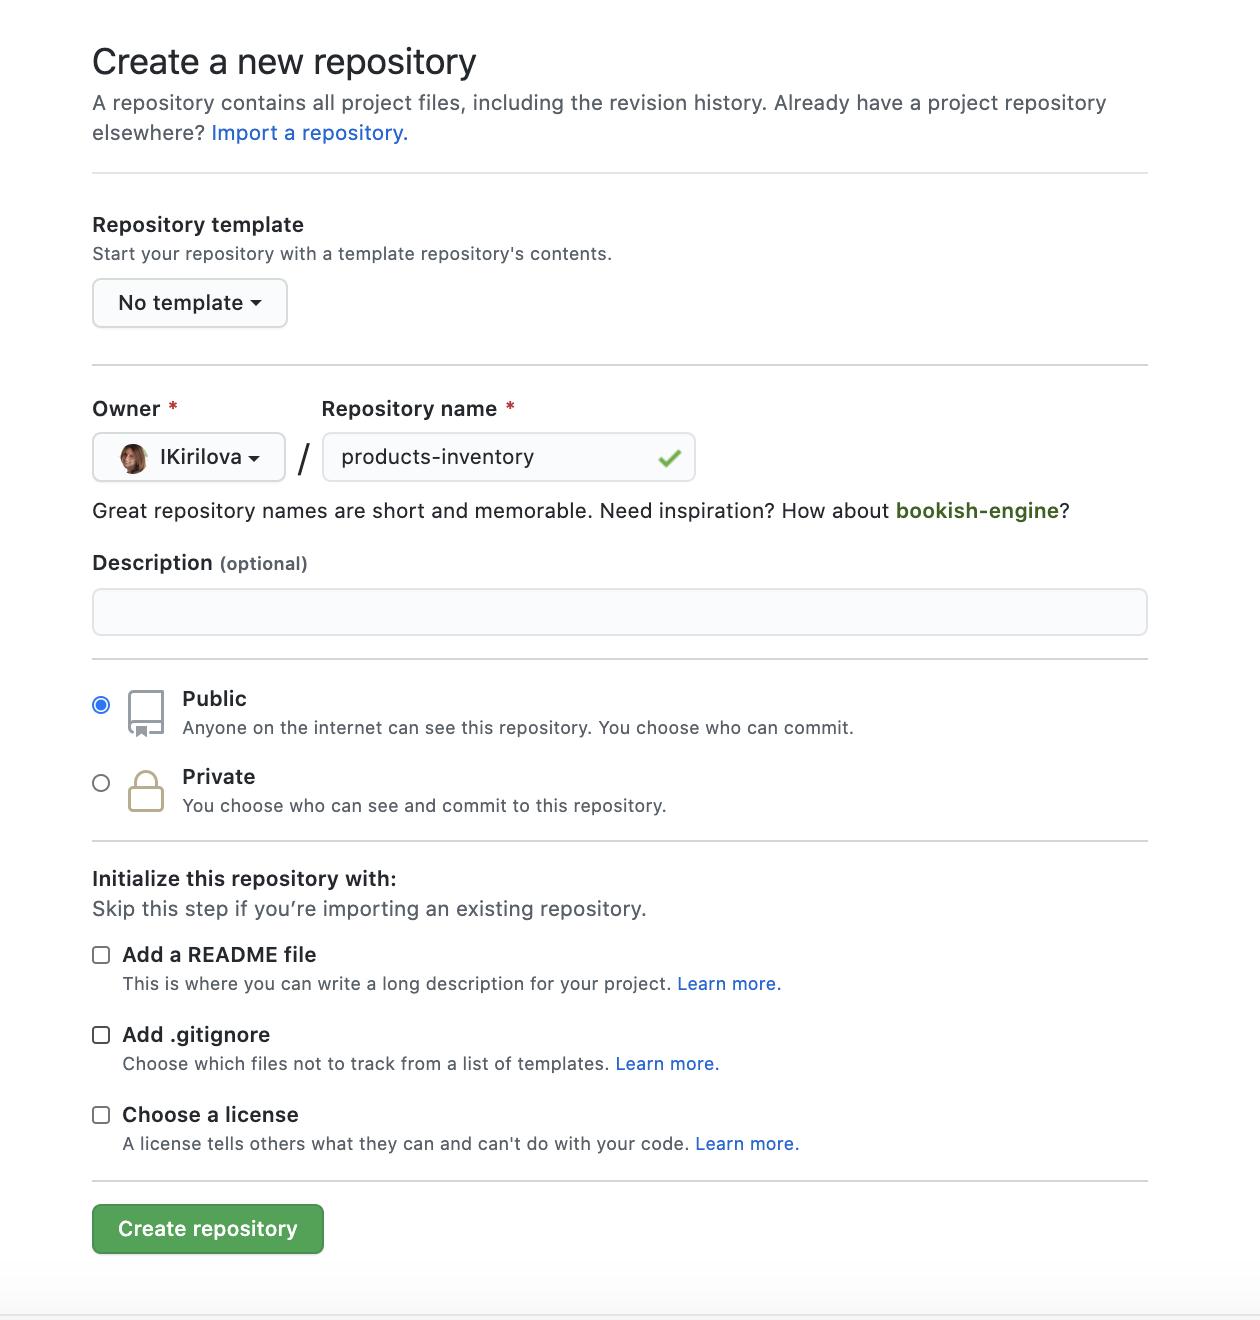 Create a new repository
A repository contains all project files, including the revision history. Already have a project repository
elsewhere? Import a repository.
Repository template
Start your repository with a template repository's contents.
No template
Owner * Repository name *
IKirilova / products-inventory
Great repository names are short and memorable. Need inspiration? How about bookish-engine?
Description (optional)
Public
Anyone on the internet can see this repository. You choose who can commit.
Private
You choose who can see and commit to this repository.
Initialize this repository with:
Skip this step if you’re importing an existing repository.
Add a README file
This is where you can write a long description for your project. Learn more.
Add .gitignore
Choose which files not to track from a list of templates. Learn more.
Choose a license
A license tells others what they can and can't do with your code. Learn more.
Create repository